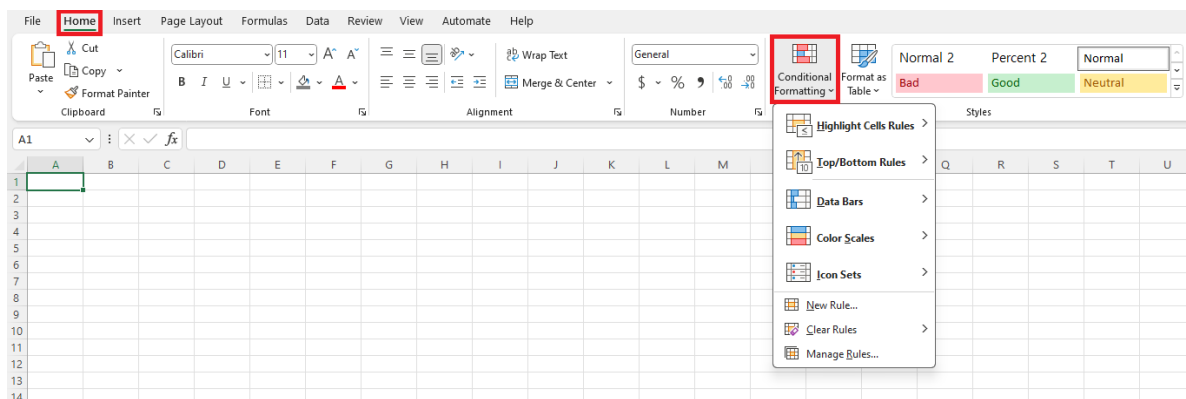 File Home Insert Page Layout Formulas Data Review View Automate Help
Cut
Copy
Format Painter
Paste
Clipboard
Calibri 11 A^ A˅
B I U A
Font
Wrap Text
Merge & Center
Alignment
General
$ % 9 .00
Number
Conditional Formatting
Format as Table
Normal 2 Percent 2 Normal
Bad Good Neutral
Styles
A1 fx
A B C D E F G H I J K L M Q R S T U
1
2
3
4
5
6
7
8
9
10
11
12
13
14
Highlight Cells Rules
Top/Bottom Rules
10
Data Bars
Color Scales
Icon Sets
New Rule...
Clear Rules
Manage Rules...